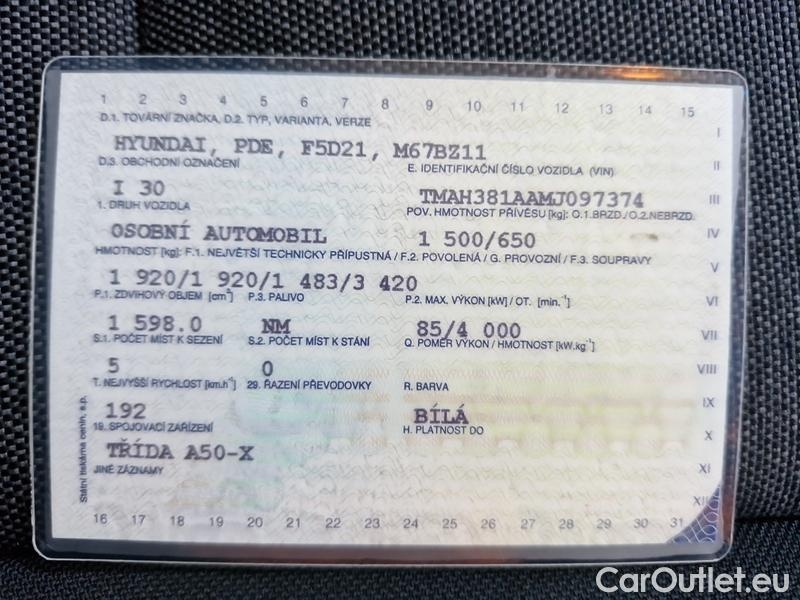 1 2 3 4 5 6 7 8 9 10 11 12 13 14 15
D.1. TOVÁRNÍ ZNAČKA, D.2. TYP, VARIANTA, VERZE
I
HYUNDAI, PDE, F5D21, M67BZ11
D.3. OBCHODNÍ OZNAČENÍ E. IDENTIFIKAČNÍ ČÍSLO VOZIDLA (VIN)
II
I 30 TMAH381AAMJ097374
III
1. DRUH VOZIDLA POV. HMOTNOST PŘÍVĚSU [kg]: O.1.BRZD./O.2.NEBRZD.
OSOBNÍ AUTOMOBIL 1 500/650
IV
HMOTNOST [kg]: F.1. NEJVĚTŠÍ TECHNICKY PŘÍPUSTNÁ / F.2. POVOLENÁ / G. PROVOZNÍ / F.3. SOUPRAVY
V
1 920/1 920/1 483/3 420
P.1. ZDVIHOVÝ OBJEM [cm³] P.3. PALIVO P.2. MAX. VÝKON [kW] / OT. [min.⁻¹]
VI
1 598.0 NM 85/4 000
VII
S.1. POČET MÍST K SEZENÍ S.2. POČET MÍST K STÁNÍ Q. POMĚR VÝKON / HMOTNOST [kW.kg⁻¹]
5 0
VIII
T. NEJVYŠŠÍ RYCHLOST [km.h⁻¹] 29. ŘAZENÍ PŘEVODOVKY R. BARVA
192 BÍLÁ
IX
19. SPOJOVACÍ ZAŘÍZENÍ H. PLATNOST DO
X
TŘÍDA A50-X
JINÉ ZÁZNAMY
XI
XII
Státní tiskárna cenin, s.p.
16 17 18 19 20 21 22 23 24 25 26 27 28 29 30 31
CarOutlet.eu